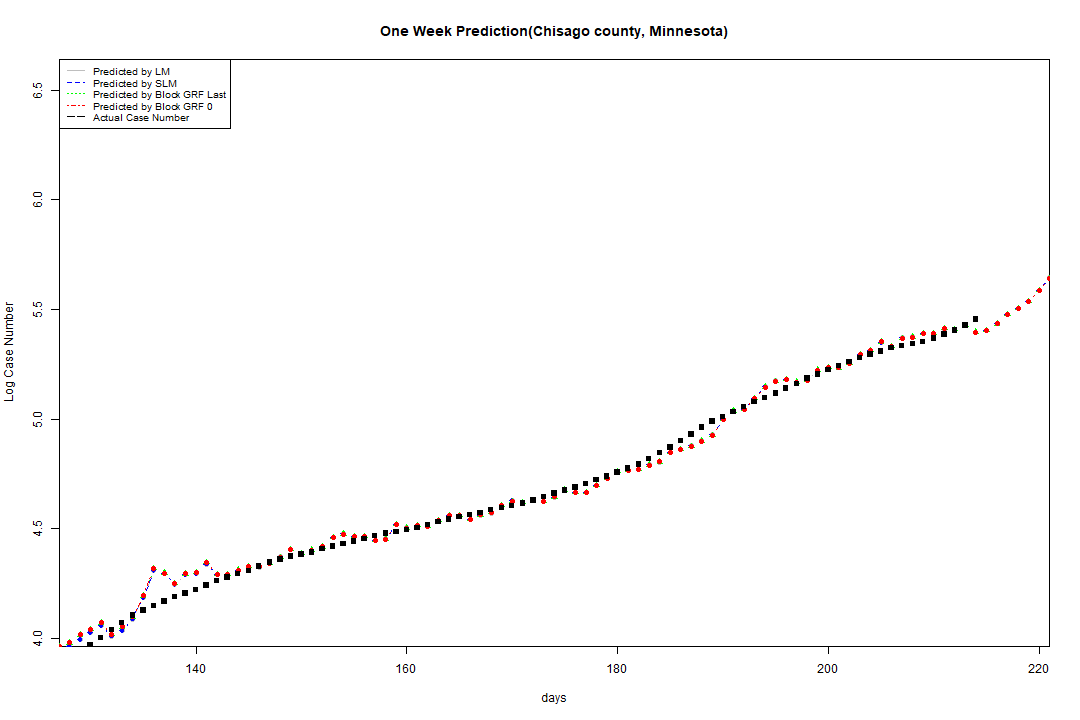 One Week Prediction(Chisago county, Minnesota)
Predicted by LM
Predicted by SLM
Predicted by Block GRF Last
Predicted by Block GRF 0
Actual Case Number
6.5
6.0
5.5
5.0
4.5
4.0
Log Case Number
140 160 180 200 220
days